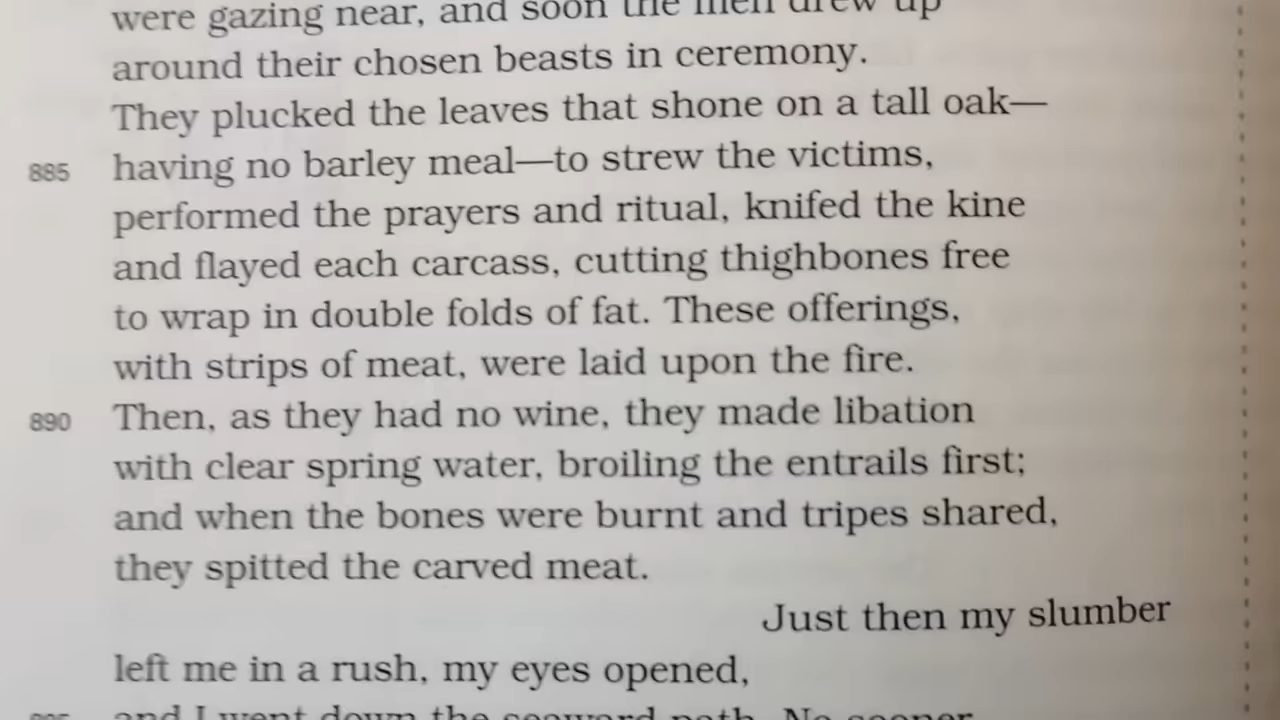 were gazing near, and soon the men drew up
around their chosen beasts in ceremony.
They plucked the leaves that shone on a tall oak—
885 having no barley meal—to strew the victims,
performed the prayers and ritual, knifed the kine
and flayed each carcass, cutting thighbones free
to wrap in double folds of fat. These offerings,
with strips of meat, were laid upon the fire.
890 Then, as they had no wine, they made libation
with clear spring water, broiling the entrails first;
and when the bones were burnt and tripes shared,
they spitted the carved meat.
Just then my slumber
left me in a rush, my eyes opened,
895 and I went down the seaward path. No sooner